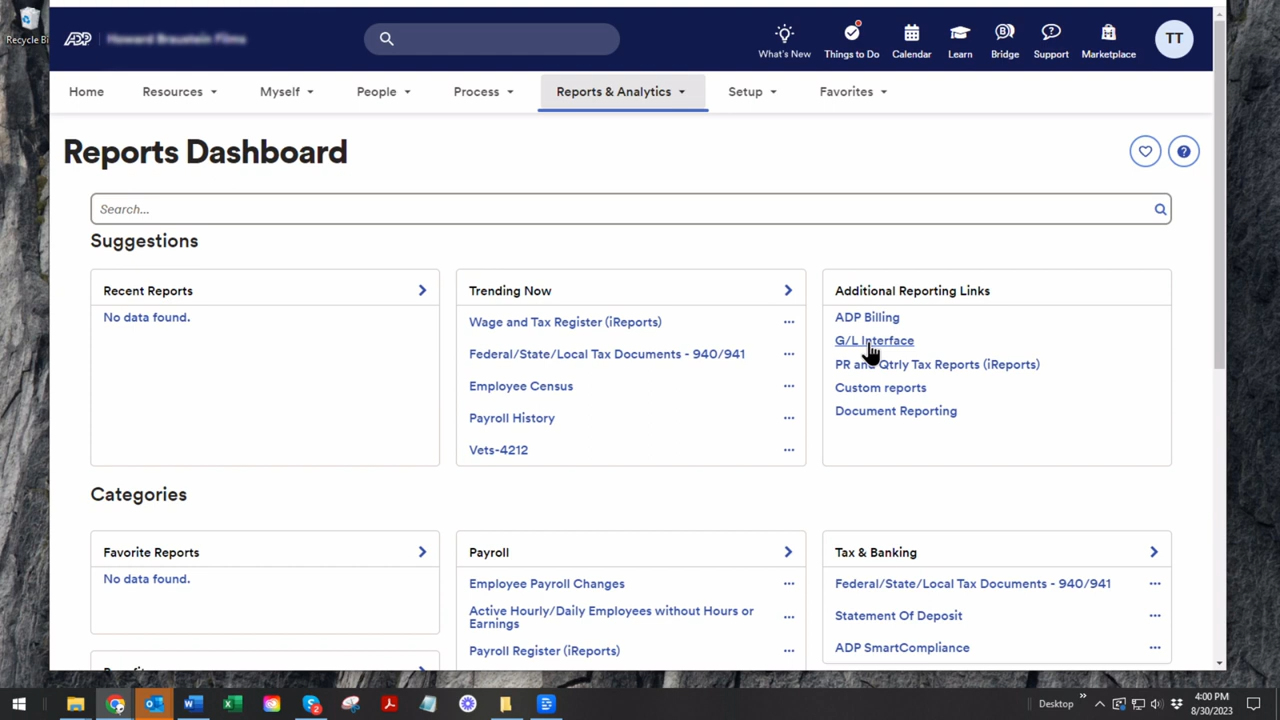 Recycle Bi
ADP
What's New
Things to Do
Calendar
Learn
Bridge
Support
Marketplace
TT
Home
Resources
Myself
People
Process
Reports & Analytics
Setup
Favorites
Reports Dashboard
Search...
Suggestions
Recent Reports
No data found.
Trending Now
Wage and Tax Register (iReports)
Federal/State/Local Tax Documents - 940/941
Employee Census
Payroll History
Vets-4212
Additional Reporting Links
ADP Billing
G/L Interface
PR and Qtrly Tax Reports (iReports)
Custom reports
Document Reporting
Categories
Favorite Reports
No data found.
Payroll
Employee Payroll Changes
Active Hourly/Daily Employees without Hours or
Earnings
Payroll Register (iReports)
Tax & Banking
Federal/State/Local Tax Documents - 940/941
Statement Of Deposit
ADP SmartCompliance
Desktop
4:00 PM
8/30/2023